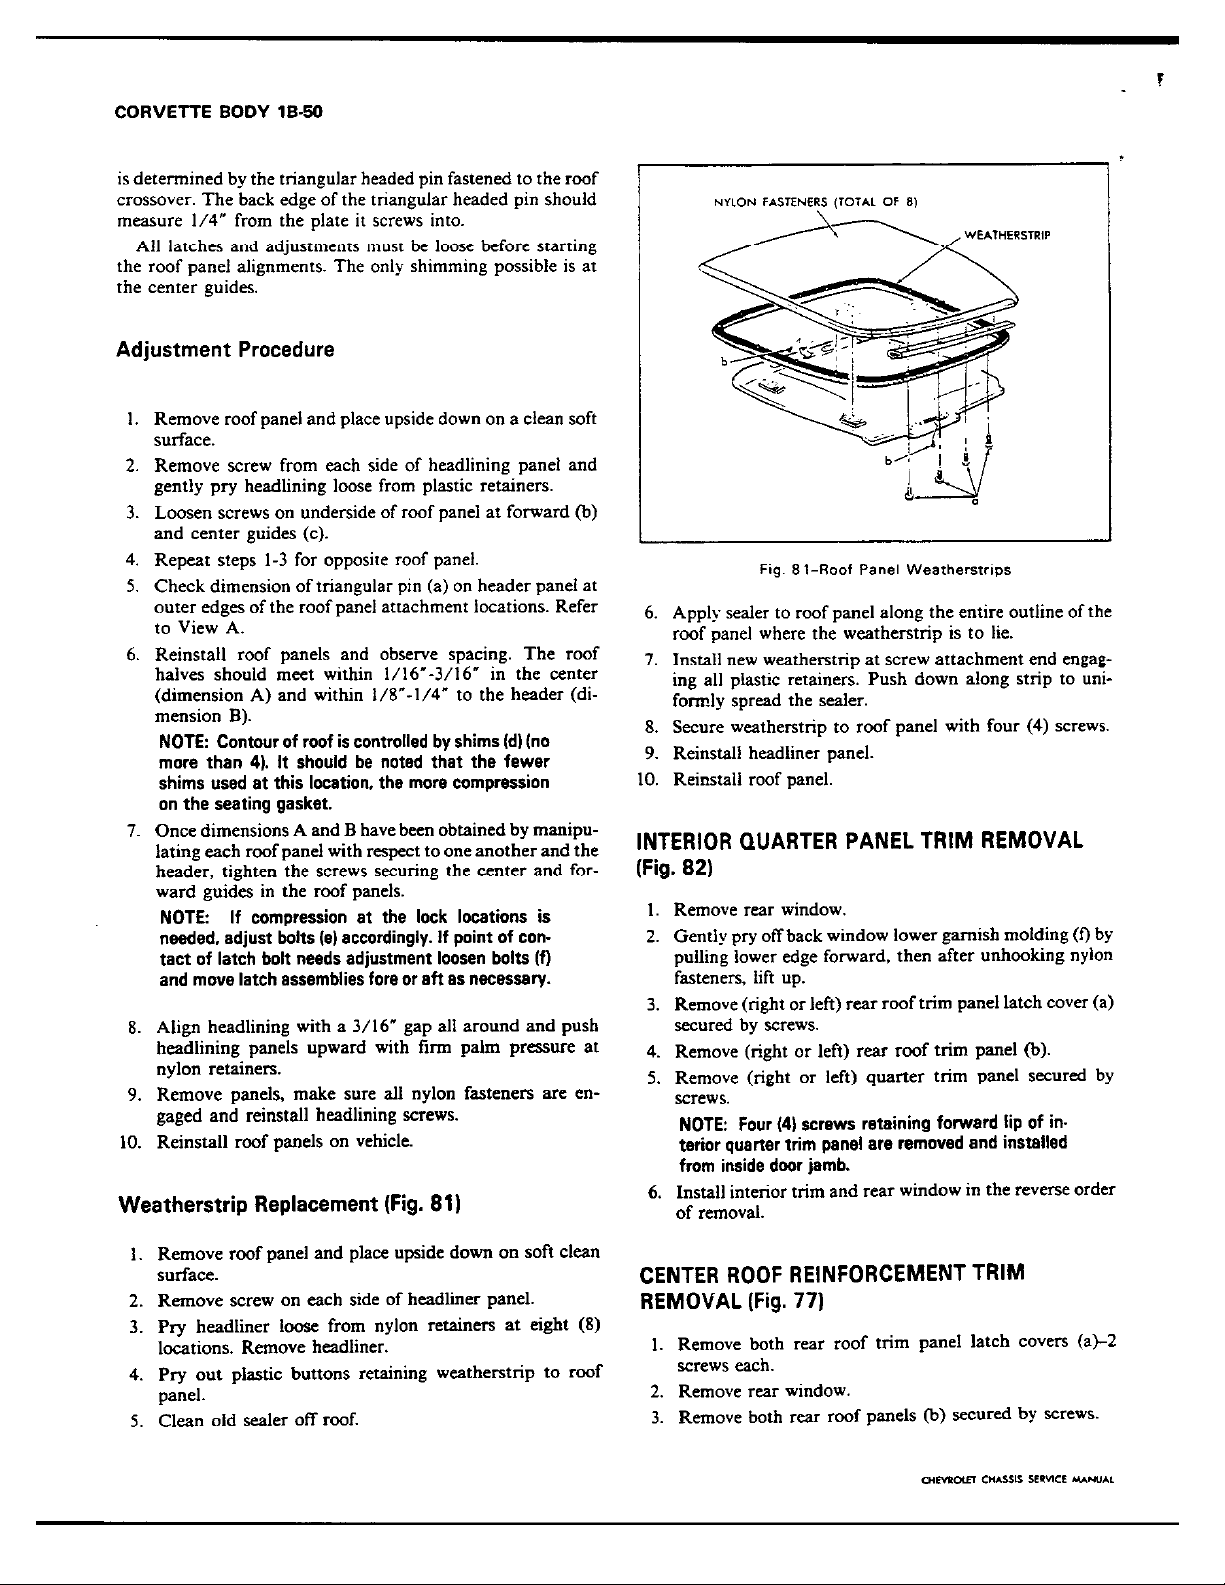 CORVETTE BODY 1B-50
is determined by the triangular headed pin fastened to the roof
crossover. The back edge of the triangular headed pin should
measure 1/4" from the plate it screws into.
All latches and adjustments must be loose before starting
the roof panel alignments. The only shimming possible is at
the center guides.
Adjustment Procedure
1. Remove roof panel and place upside down on a clean soft
surface.
2. Remove screw from each side of headlining panel and
gently pry headlining loose from plastic retainers.
3. Loosen screws on underside of roof panel at forward (b)
and center guides (c).
4. Repeat steps 1-3 for opposite roof panel.
5. Check dimension of triangular pin (a) on header panel at
outer edges of the roof panel attachment locations. Refer
to View A.
6. Reinstall roof panels and observe spacing. The roof
halves should meet within 1/16"-3/16" in the center
(dimension A) and within 1/8"-1/4" to the header (di-
mension B).
NOTE: Contour of roof is controlled by shims (d) (no
more than 4). It should be noted that the fewer
shims used at this location, the more compression
on the seating gasket.
7. Once dimensions A and B have been obtained by manipu-
lating each roof panel with respect to one another and the
header, tighten the screws securing the center and for-
ward guides in the roof panels.
NOTE: If compression at the lock locations is
needed, adjust bolts (e) accordingly. If point of con-
tact of latch bolt needs adjustment loosen bolts (f)
and move latch assemblies fore or aft as necessary.
8. Align headlining with a 3/16" gap all around and push
headlining panels upward with firm palm pressure at
nylon retainers.
9. Remove panels, make sure all nylon fasteners are en-
gaged and reinstall headlining screws.
10. Reinstall roof panels on vehicle.
Weatherstrip Replacement (Fig. 81)
1. Remove roof panel and place upside down on soft clean
surface.
2. Remove screw on each side of headliner panel.
3. Pry headliner loose from nylon retainers at eight (8)
locations. Remove headliner.
4. Pry out plastic buttons retaining weatherstrip to roof
panel.
5. Clean old sealer off roof.
NYLON FASTENERS (TOTAL OF 8)
WEATHERSTRIP
b
b
a
Fig. 81-Roof Panel Weatherstrips
6. Apply sealer to roof panel along the entire outline of the
roof panel where the weatherstrip is to lie.
7. Install new weatherstrip at screw attachment end engag-
ing all plastic retainers. Push down along strip to uni-
formly spread the sealer.
8. Secure weatherstrip to roof panel with four (4) screws.
9. Reinstall headliner panel.
10. Reinstall roof panel.
INTERIOR QUARTER PANEL TRIM REMOVAL
(Fig. 82)
1. Remove rear window.
2. Gently pry off back window lower garnish molding (f) by
pulling lower edge forward, then after unhooking nylon
fasteners, lift up.
3. Remove (right or left) rear roof trim panel latch cover (a)
secured by screws.
4. Remove (right or left) rear roof trim panel (b).
5. Remove (right or left) quarter trim panel secured by
screws.
NOTE: Four (4) screws retaining forward lip of in-
terior quarter trim panel are removed and installed
from inside door jamb.
6. Install interior trim and rear window in the reverse order
of removal.
CENTER ROOF REINFORCEMENT TRIM
REMOVAL (Fig. 77)
1. Remove both rear roof trim panel latch covers (a)-2
screws each.
2. Remove rear window.
3. Remove both rear roof panels (b) secured by screws.
CHEVROLET CHASSIS SERVICE MANUAL